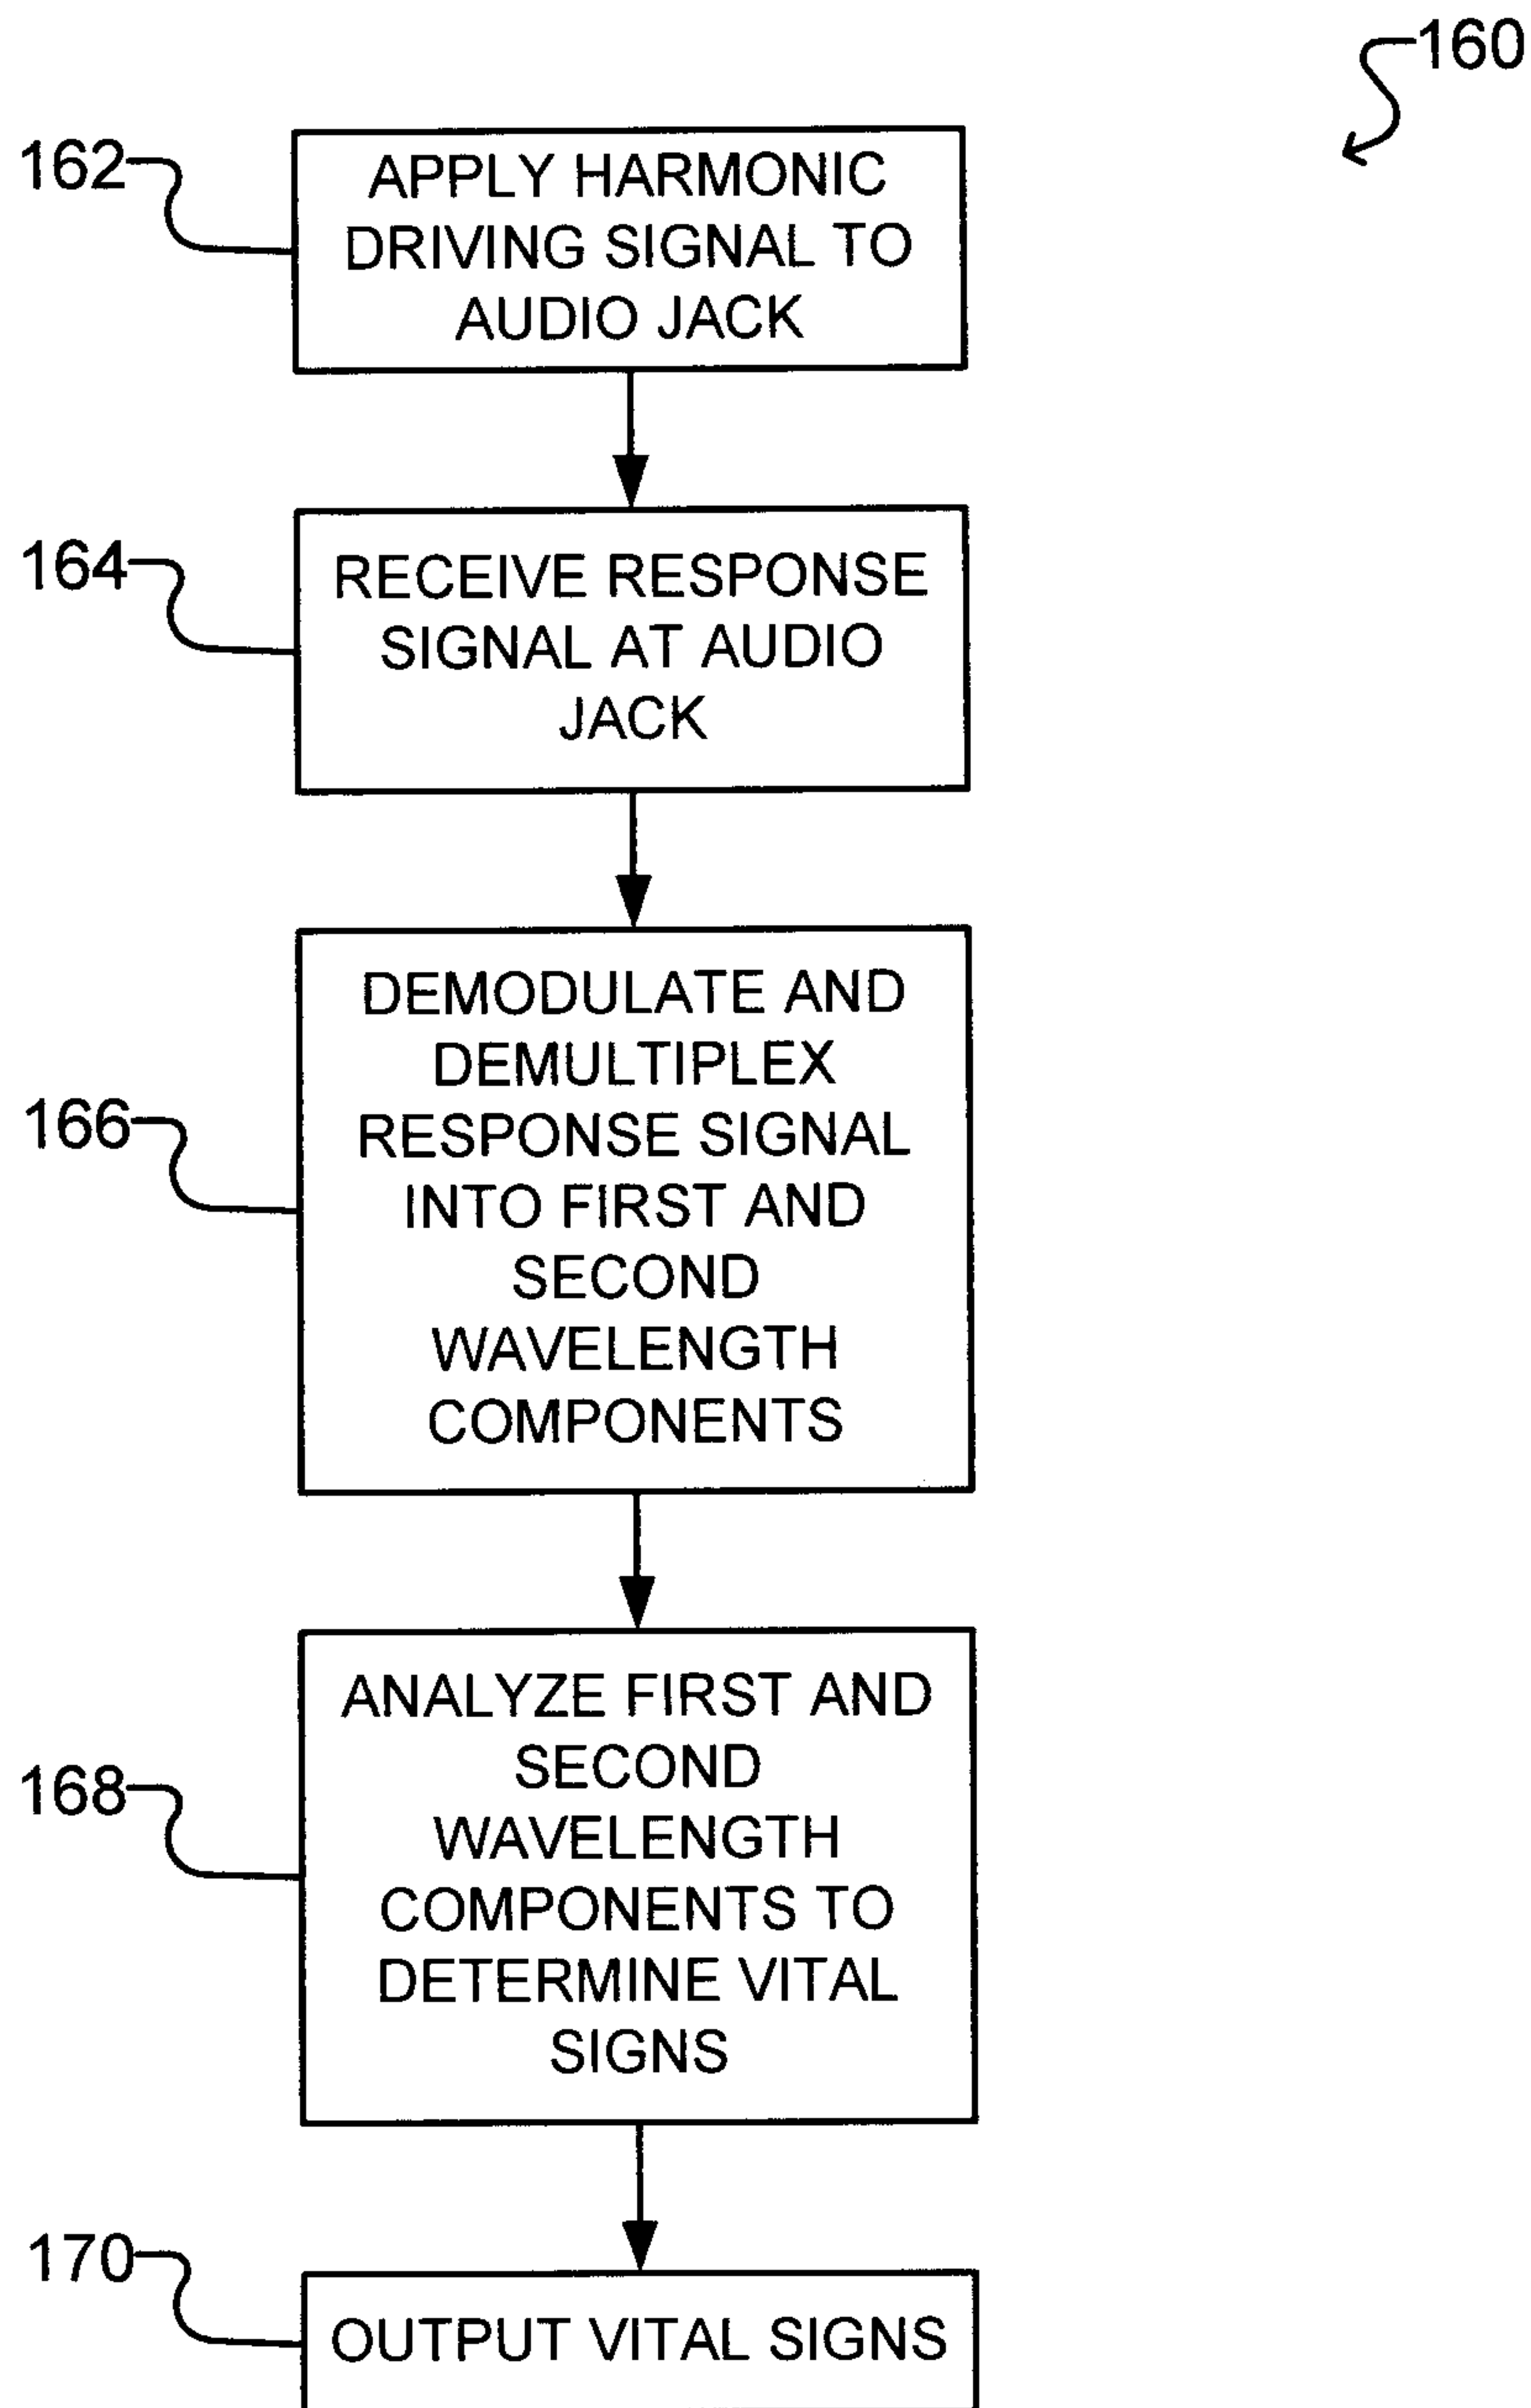 160
162
APPLY HARMONIC
DRIVING SIGNAL TO
AUDIO JACK
164
RECEIVE RESPONSE
SIGNAL AT AUDIO
JACK
166
DEMODULATE AND
DEMULTIPLEX
RESPONSE SIGNAL
INTO FIRST AND
SECOND
WAVELENGTH
COMPONENTS
168
ANALYZE FIRST AND
SECOND
WAVELENGTH
COMPONENTS TO
DETERMINE VITAL
SIGNS
170
OUTPUT VITAL SIGNS